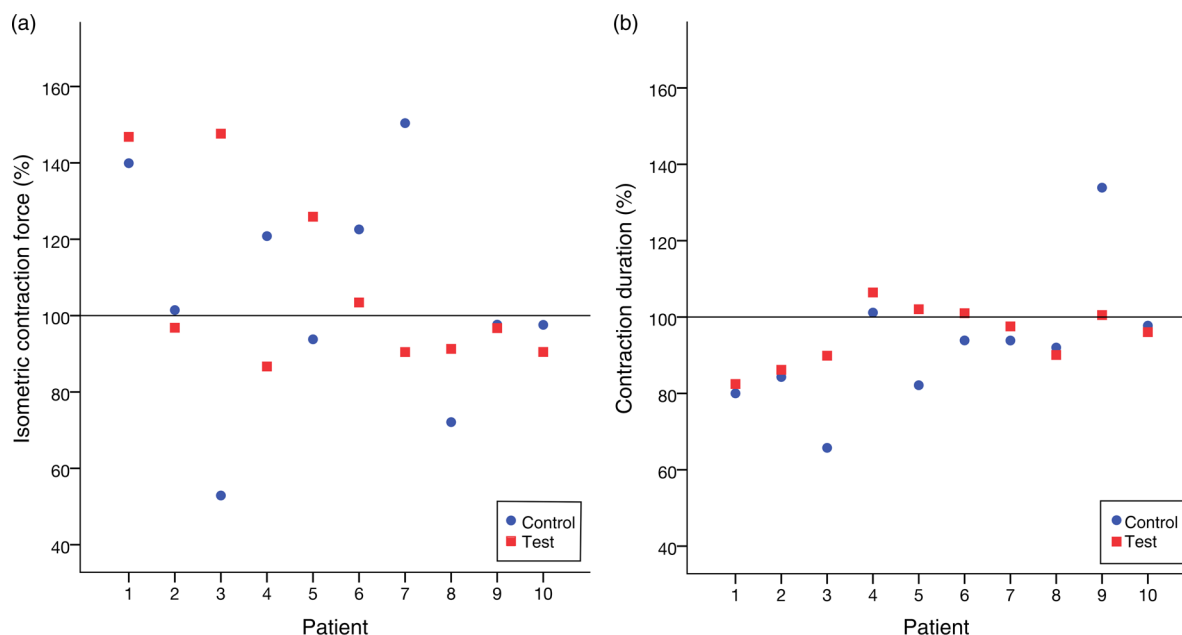 (a)
Isometric contraction force (%)
160
140
120
100
80
60
40
1 2 3 4 5 6 7 8 9 10
Patient
Control
Test
(b)
Contraction duration (%)
160
140
120
100
80
60
40
1 2 3 4 5 6 7 8 9 10
Patient
Control
Test